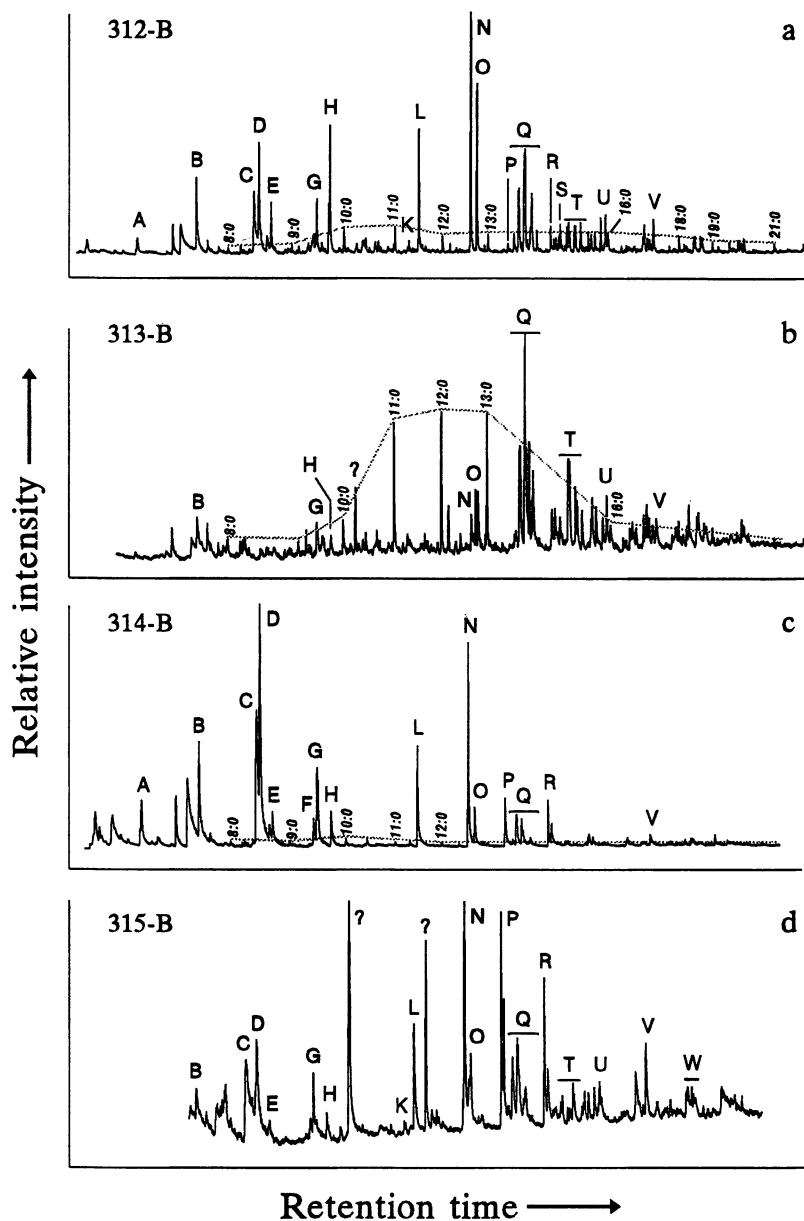 312-B a
A B C D E G H K L N O P Q R S T U V
8:0 9:0 10:0 11:0 12:0 13:0 16:0 18:0 19:0 21:0
313-B b
B G H ? N O Q T U V
8:0 10:0 11:0 12:0 13:0 16:0
314-B c
A B C D E F G H L N O P Q R V
8:0 9:0 10:0 11:0 12:0
315-B d
B C D E G H ? K L ? N O P Q R T U V W
Relative intensity
Retention time